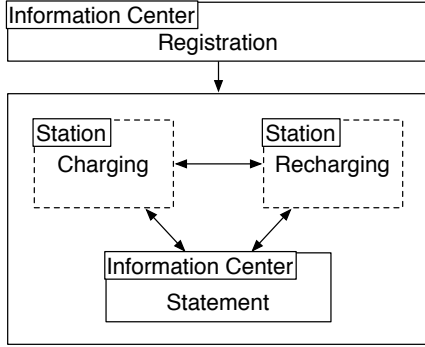 Information Center
Registration
Station
Station
Charging
Recharging
Information Center
Statement